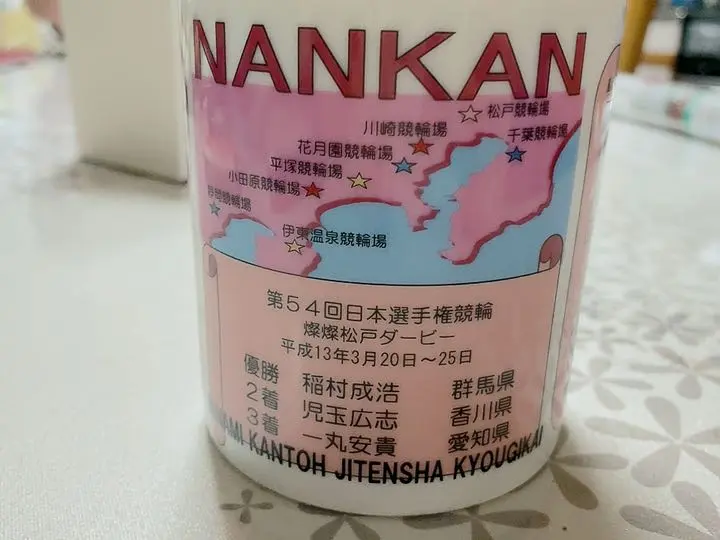 NANKAN
松戸競輪場
川崎競輪場
千葉競輪場
花月園競輪場
平塚競輪場
小田原競輪場
静岡競輪場
伊東温泉競輪場
第54回日本選手権競輪
燦燦松戸ダービー
平成13年3月20日～25日
優勝 稲村成浩 群馬県
2着 児玉広志 香川県
3着 一丸安貴 愛知県
KANTOH JITENSHA KYOUGIKAI